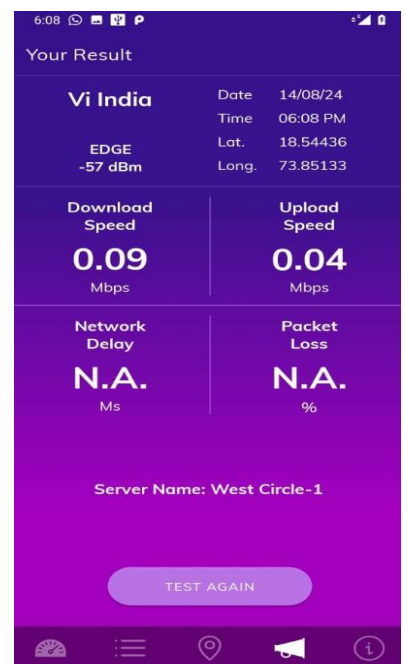 6:08
Your Result
Vi India
EDGE
-57 dBm
Date 14/08/24
Time 06:08 PM
Lat. 18.54436
Long. 73.85133
Download
Speed
0.09
Mbps
Upload
Speed
0.04
Mbps
Network
Delay
N.A.
Ms
Packet
Loss
N.A.
%
Server Name: West Circle-1
TEST AGAIN